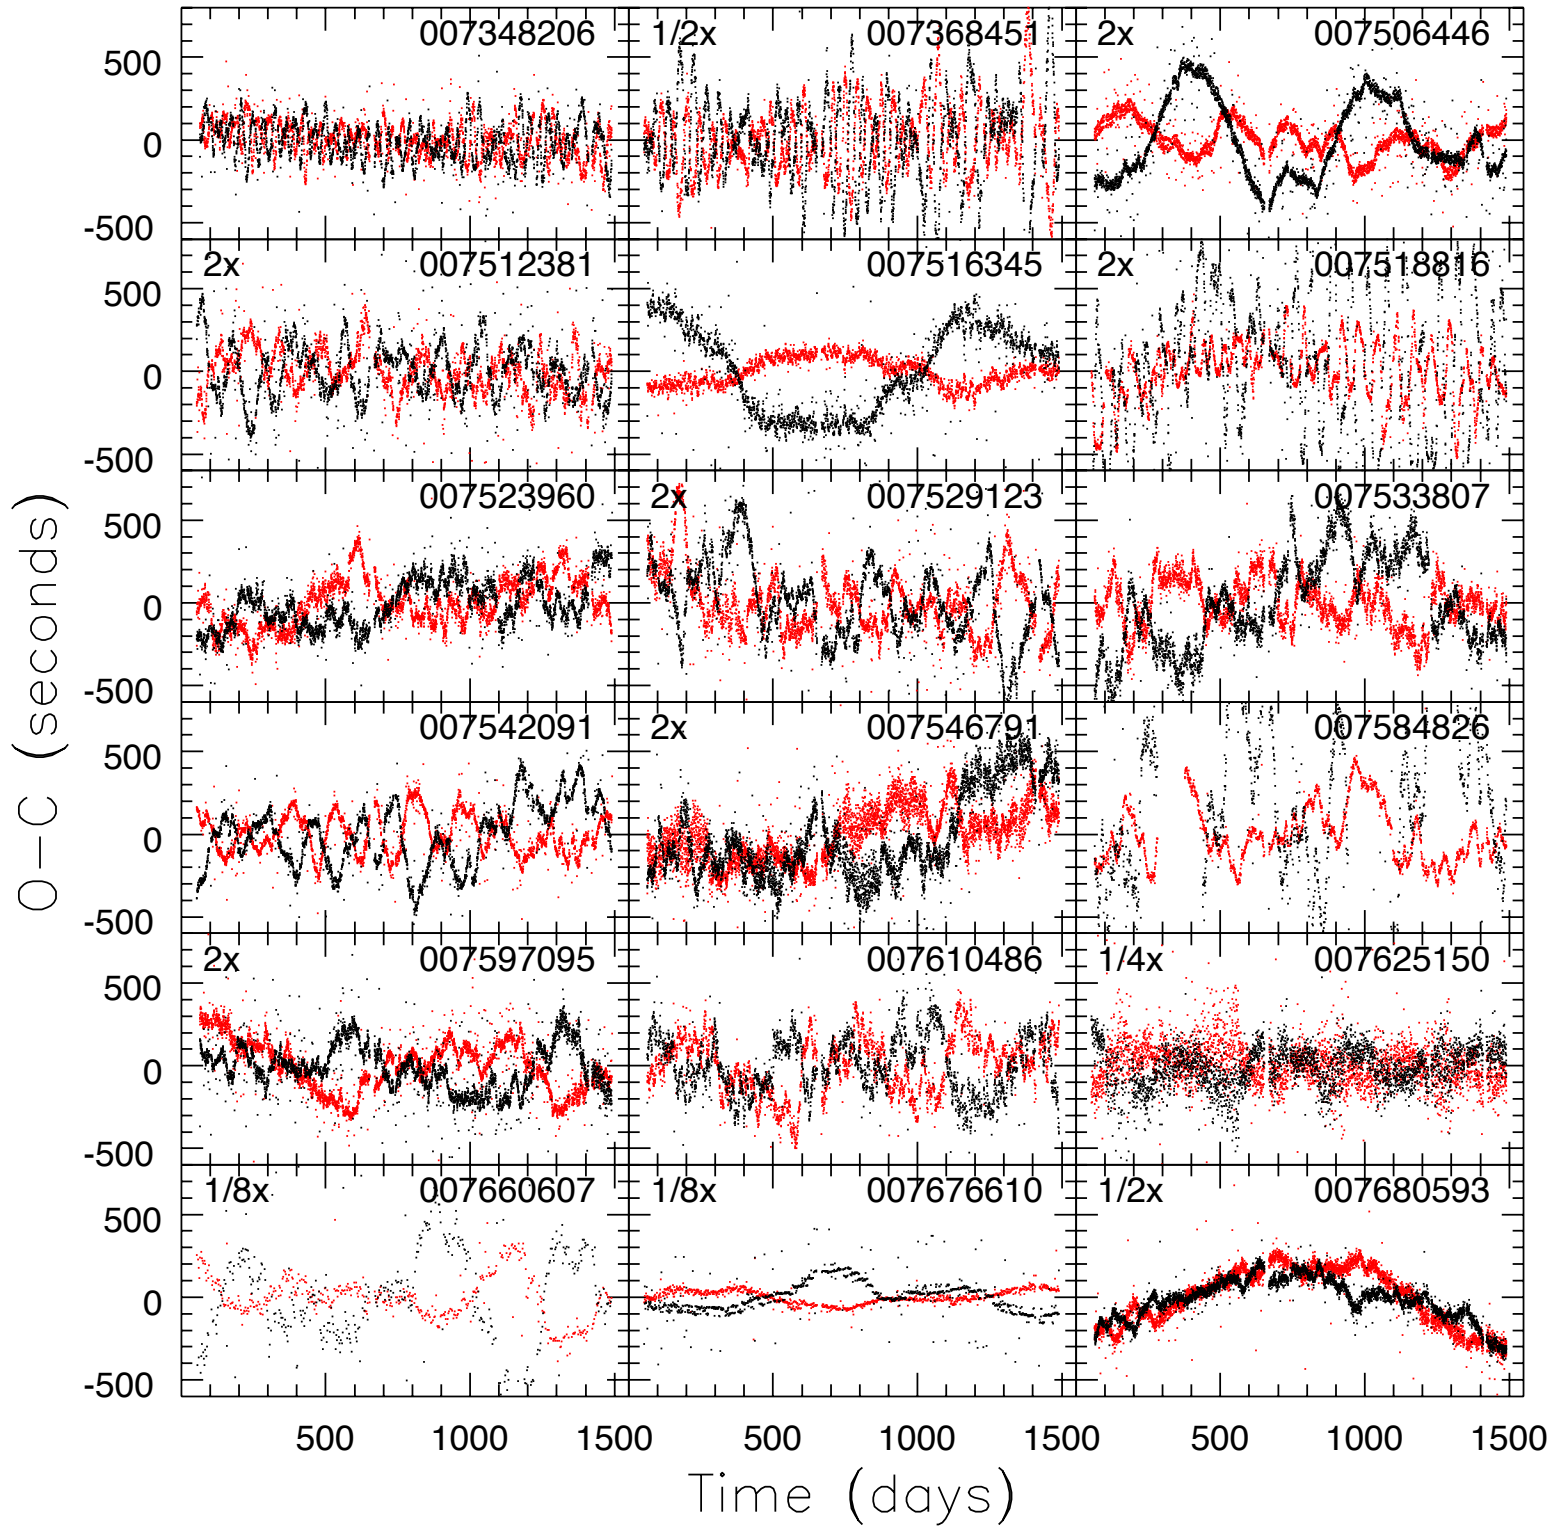 007348206
1/2x 007368451
2x 007506446
500
0
-500
2x 007512381
007516345
2x 007518816
500
0
-500
007523960
2x 007529123
007533807
500
0
-500
007542091
2x 007546791
007584826
500
0
-500
2x 007597095
007610486
1/4x 007625150
500
0
-500
1/8x 007660607
1/8x 007676610
1/2x 007680593
500
0
-500
500 1000 1500 500 1000 1500 500 1000 1500
Time (days)
O-C (seconds)